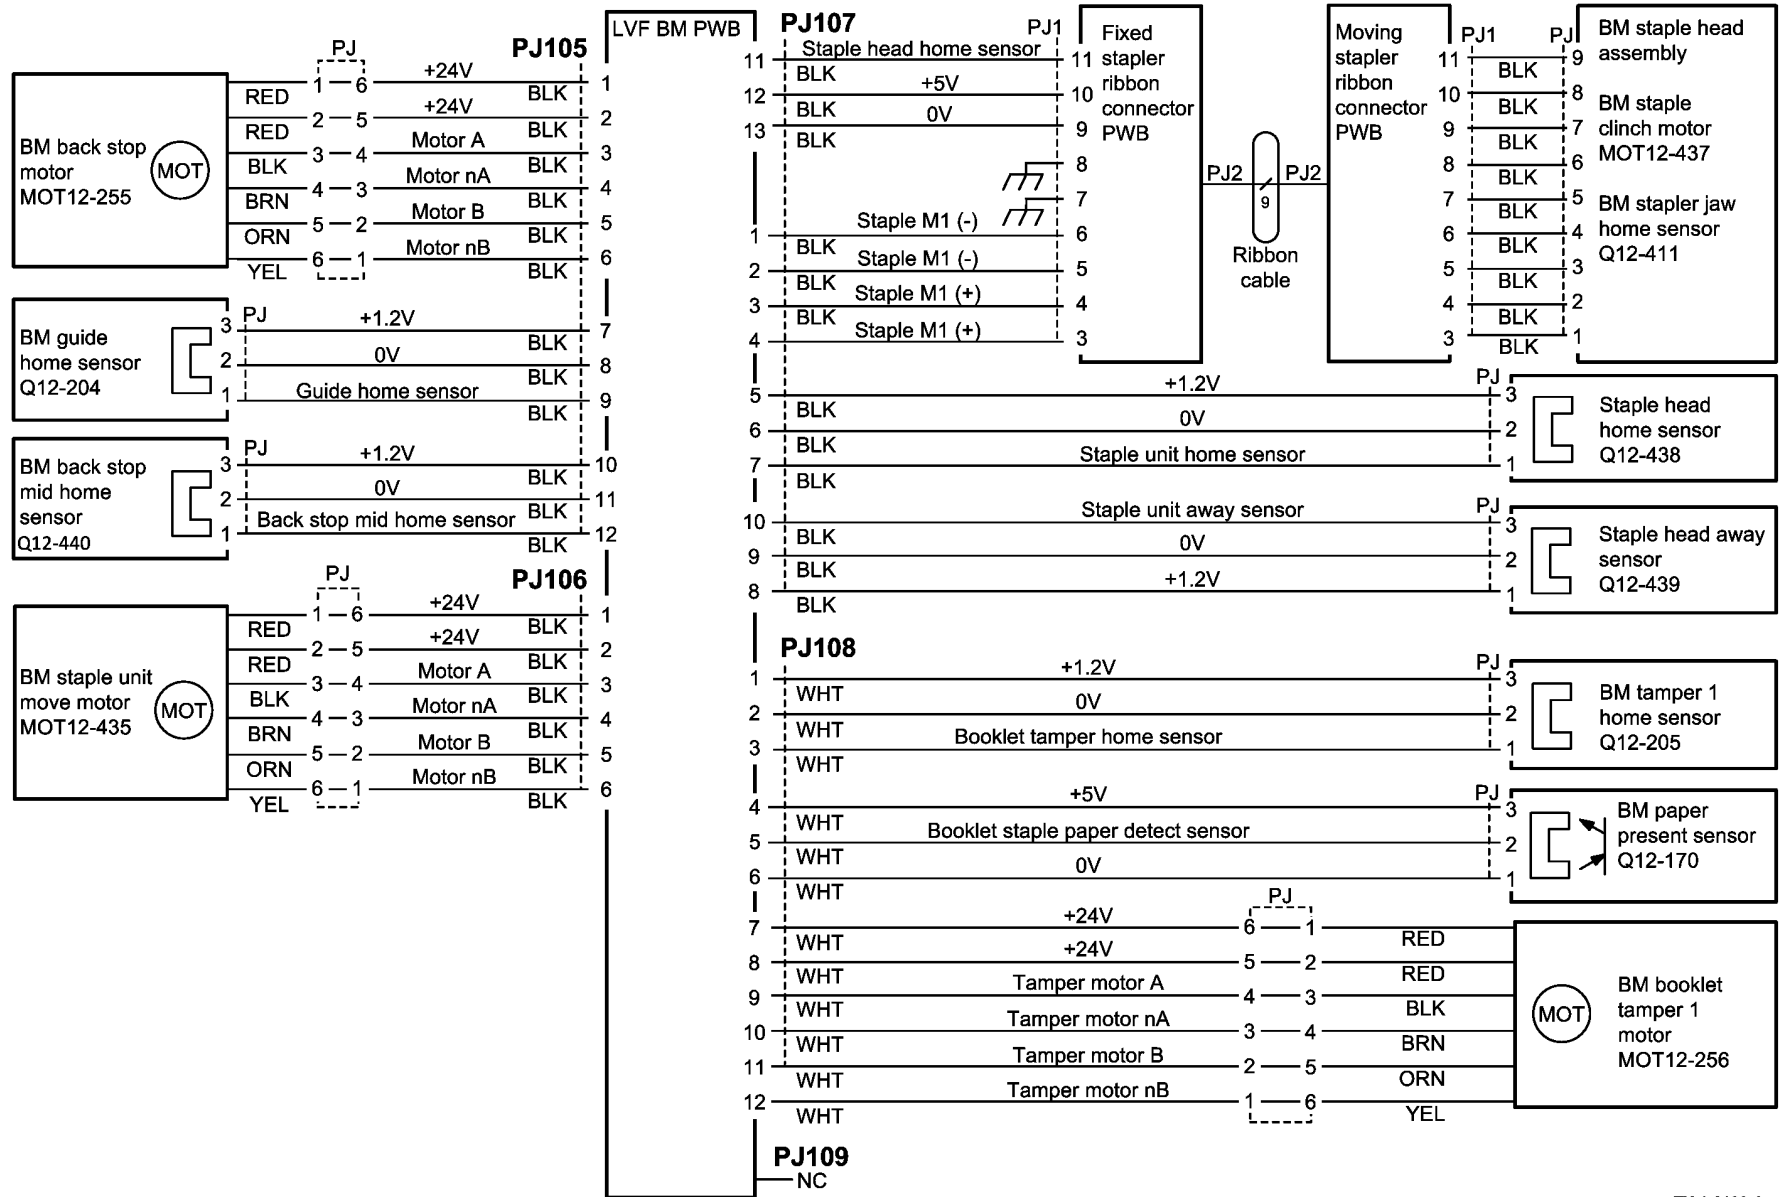 LVF BM PWB
PJ105
PJ
BM back stop
motor
MOT12-255
MOT
RED 1 6 +24V BLK 1
RED 2 5 +24V BLK 2
BLK 3 4 Motor A BLK 3
BRN 4 3 Motor nA BLK 4
ORN 5 2 Motor B BLK 5
YEL 6 1 Motor nB BLK 6
BM guide
home sensor
Q12-204
PJ
3 +1.2V BLK 7
2 0V BLK 8
1 Guide home sensor BLK 9
BM back stop
mid home
sensor
Q12-440
PJ
3 +1.2V BLK 10
2 0V BLK 11
1 Back stop mid home sensor BLK 12
PJ106
PJ
BM staple unit
move motor
MOT12-435
MOT
RED 1 6 +24V BLK 1
RED 2 5 +24V BLK 2
BLK 3 4 Motor A BLK 3
BRN 4 3 Motor nA BLK 4
ORN 5 2 Motor B BLK 5
YEL 6 1 Motor nB BLK 6
PJ107
PJ1
11 BLK Staple head home sensor 11
12 BLK +5V 10
13 BLK 0V 9
8
7
1 BLK Staple M1 (-) 6
2 BLK Staple M1 (-) 5
3 BLK Staple M1 (+) 4
4 Staple M1 (+) 3
Fixed
stapler
ribbon
connector
PWB
PJ2
9
PJ2
Ribbon
cable
Moving
stapler
ribbon
connector
PWB
PJ1
PJ
11 BLK 9
10 BLK 8
9 BLK 7
8 BLK 6
7 BLK 5
6 BLK 4
5 BLK 3
4 BLK 2
3 BLK 1
BM staple head
assembly
BM staple
clinch motor
MOT12-437
BM stapler jaw
home sensor
Q12-411
PJ
5 BLK +1.2V 3
6 BLK 0V 2
7 BLK Staple unit home sensor 1
Staple head
home sensor
Q12-438
PJ
10 BLK Staple unit away sensor 3
9 BLK 0V 2
8 BLK +1.2V 1
Staple head away
sensor
Q12-439
PJ108
PJ
1 WHT +1.2V 3
2 WHT 0V 2
3 WHT Booklet tamper home sensor 1
BM tamper 1
home sensor
Q12-205
PJ
4 WHT +5V 3
5 WHT Booklet staple paper detect sensor 2
6 WHT 0V 1
BM paper
present sensor
Q12-170
PJ
7 WHT +24V 6 1 RED
8 WHT +24V 5 2 RED
9 WHT Tamper motor A 4 3 BLK
10 WHT Tamper motor nA 3 4 BRN
11 WHT Tamper motor B 2 5 ORN
12 WHT Tamper motor nB 1 6 YEL
MOT
BM booklet
tamper 1
motor
MOT12-256
PJ109
NC